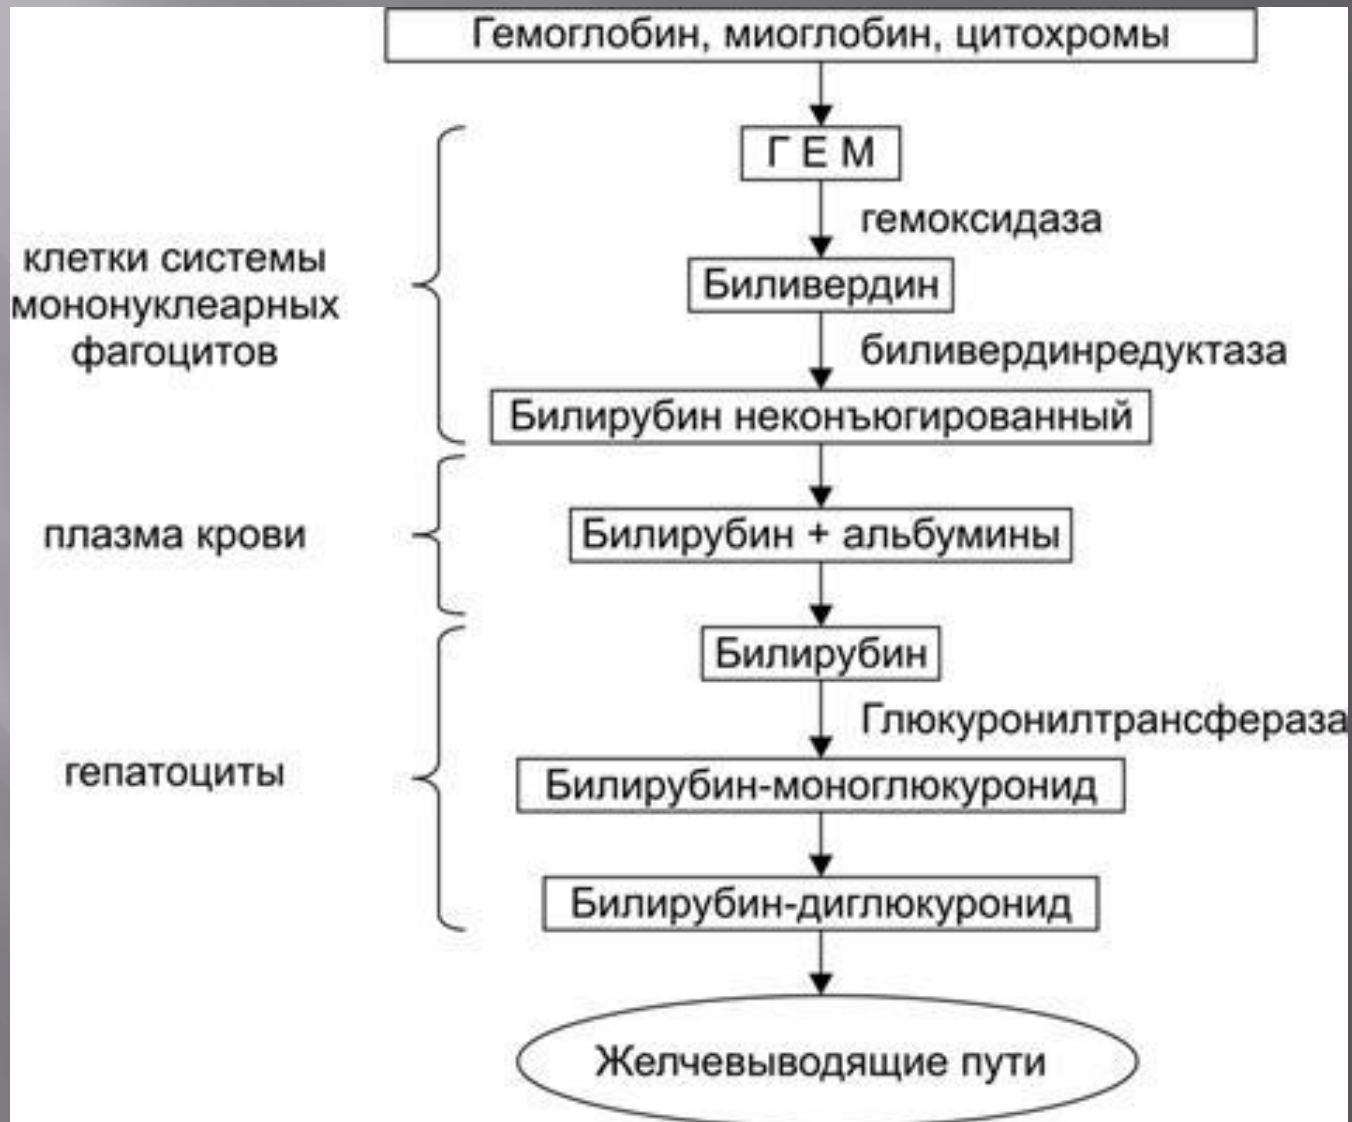 Гемоглобин, миоглобин, цитохромы
Г Е М
гемоксидаза
клетки системы
мононуклеарных
фагоцитов
Биливердин
биливердинредуктаза
Билирубин неконъюгированный
плазма крови
Билирубин + альбумины
Билирубин
Глюкуронилтрансфераза
гепатоциты
Билирубин-моноглюкуронид
Билирубин-диглюкуронид
Желчевыводящие пути